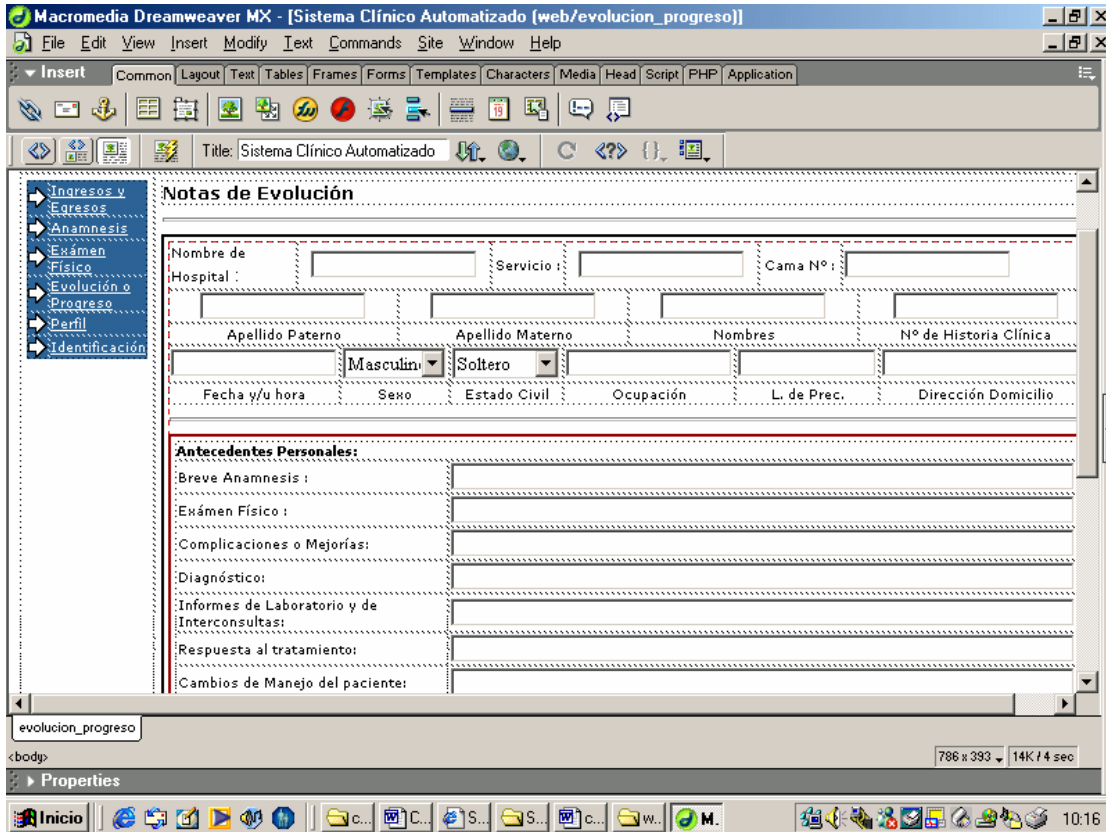 Macromedia Dreamweaver MX - [Sistema Clínico Automatizado (web/evolucion_progreso)]
File Edit View Insert Modify Text Commands Site Window Help
Insert Common Layout Text Tables Frames Forms Templates Characters Media Head Script PHP Application
Title: Sistema Clínico Automatizado
Ingresos y
Egresos
Anamnesis
Exámen
Físico
Evolución o
Progreso
Perfil
Identificación
Notas de Evolución
Nombre de
Hospital :
Servicio :
Cama Nº :
Apellido Paterno Apellido Materno Nombres Nº de Historia Clínica
Masculin Soltero
Fecha y/u hora Sexo Estado Civil Ocupación L. de Prec. Dirección Domicilio
Antecedentes Personales:
Breve Anamnesis :
Exámen Físico :
Complicaciones o Mejorías:
Diagnóstico:
Informes de Laboratorio y de
Interconsultas:
Respuesta al tratamiento:
Cambios de Manejo del paciente:
evolucion_progreso
<body> 786 x 393 14K / 4 sec
Properties
Inicio c... C... S... S... c... w... M. 10:16